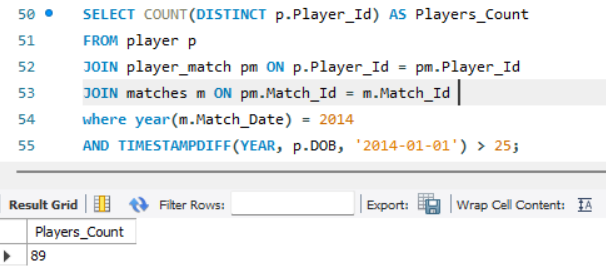 50 SELECT COUNT(DISTINCT p.Player_Id) AS Players_Count
51 FROM player p
52 JOIN player_match pm ON p.Player_Id = pm.Player_Id
53 JOIN matches m ON pm.Match_Id = m.Match_Id
54 where year(m.Match_Date) = 2014
55 AND TIMESTAMPDIFF(YEAR, p.DOB, '2014-01-01') > 25;
Result Grid Filter Rows: Export: Wrap Cell Content: IA
Players_Count
89